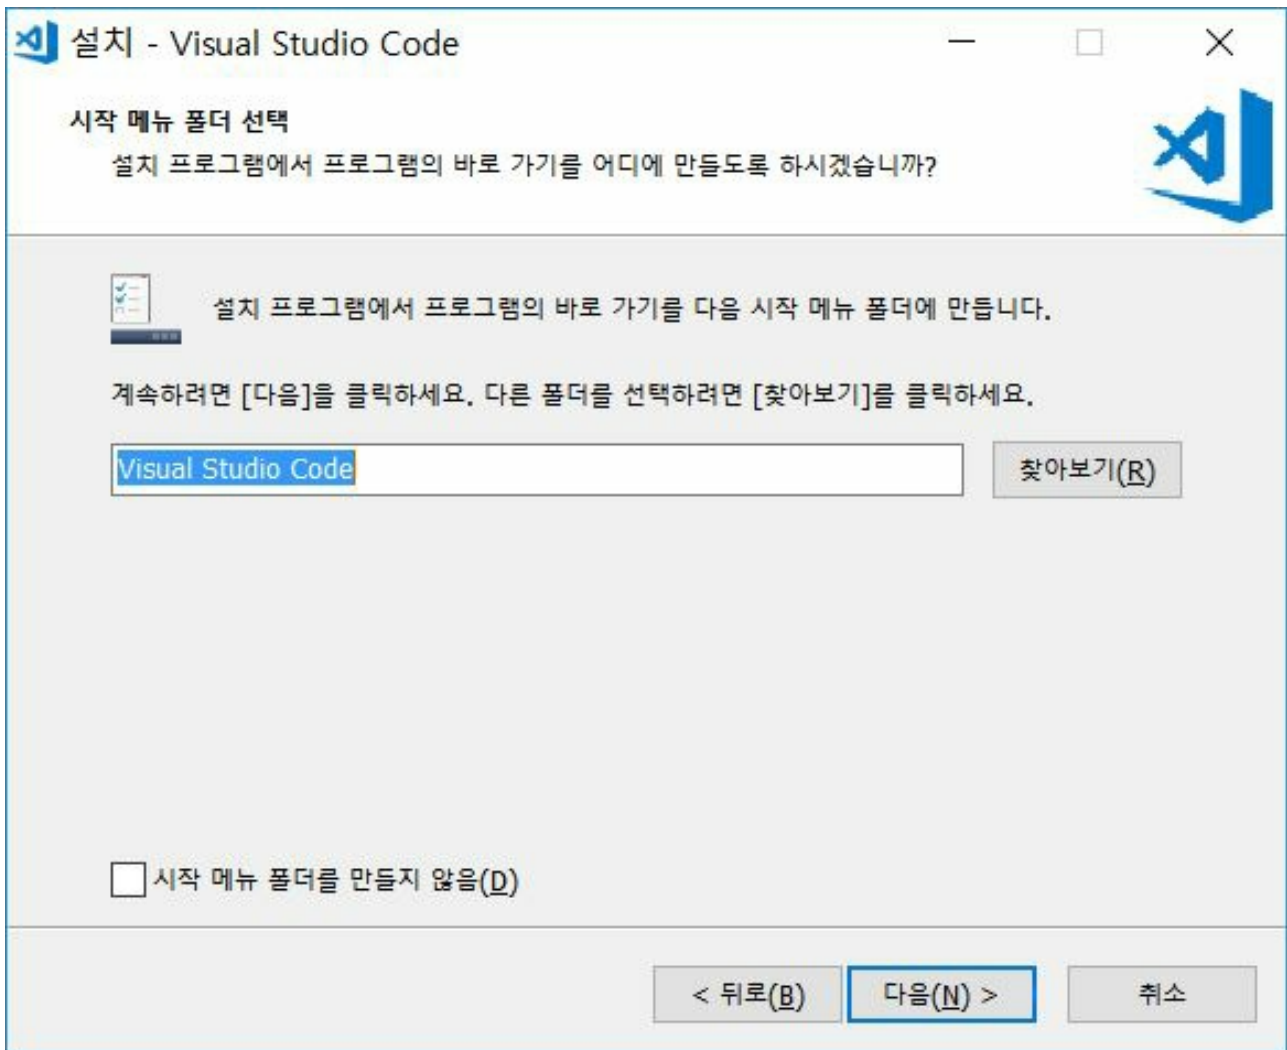 설치 - Visual Studio Code
시작 메뉴 폴더 선택
설치 프로그램에서 프로그램의 바로 가기를 어디에 만들도록 하시겠습니까?
설치 프로그램에서 프로그램의 바로 가기를 다음 시작 메뉴 폴더에 만듭니다.
계속하려면 [다음]을 클릭하세요. 다른 폴더를 선택하려면 [찾아보기]를 클릭하세요.
Visual Studio Code 찾아보기(R)
시작 메뉴 폴더를 만들지 않음(D)
< 뒤로(B) 다음(N) > 취소